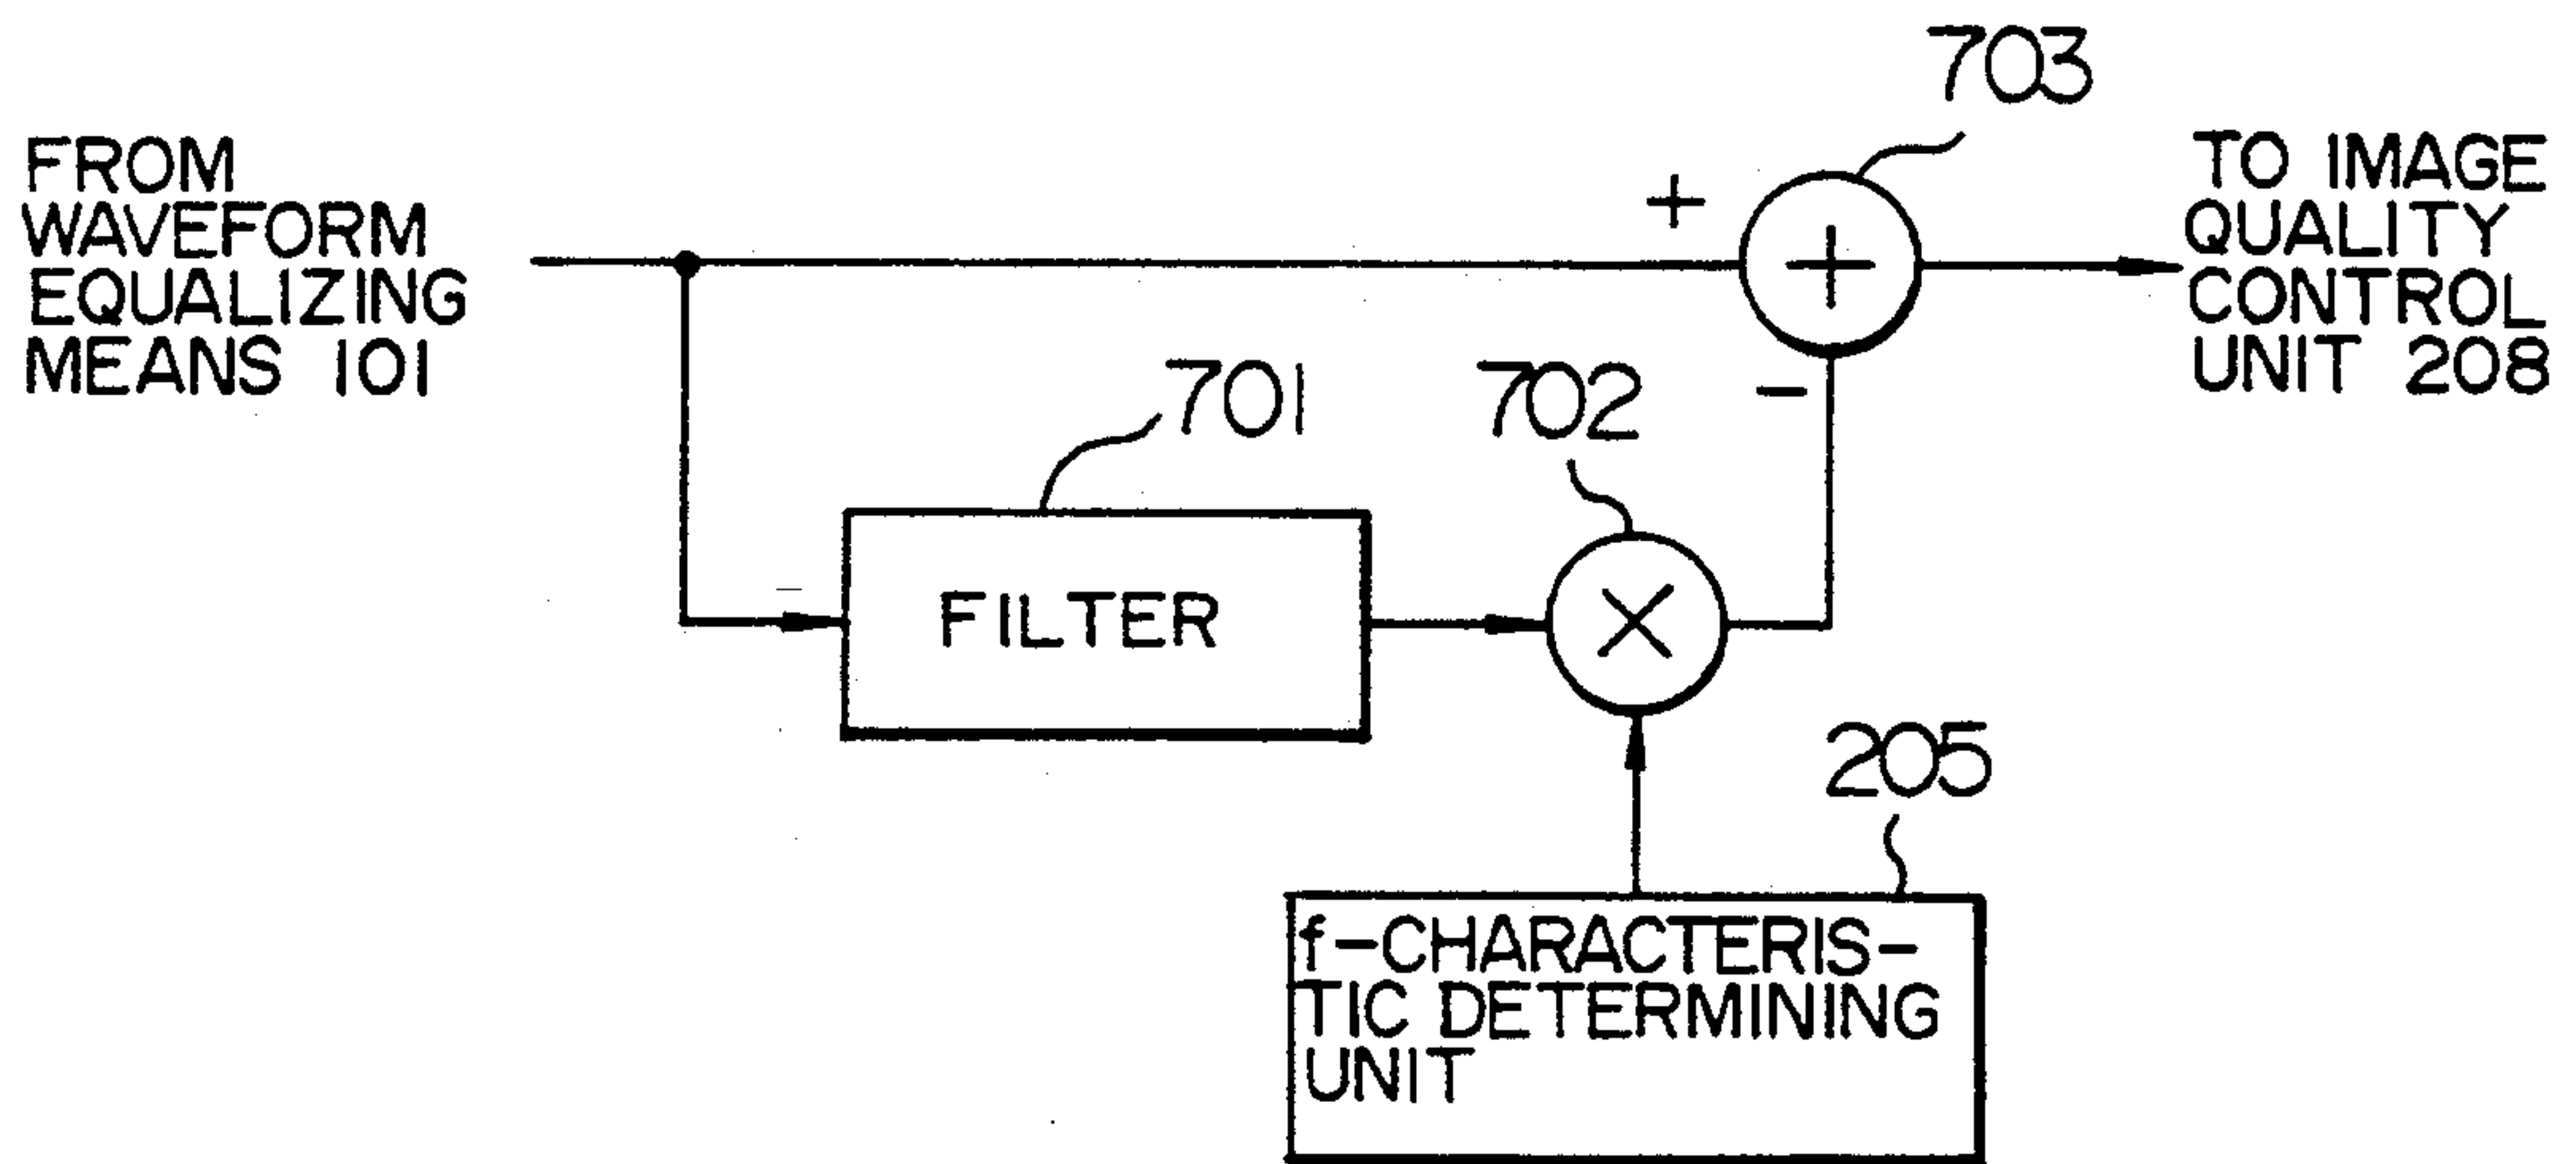 703
FROM
WAVEFORM
EQUALIZING
MEANS 101
+
+
TO IMAGE
QUALITY
CONTROL
UNIT 208
701
702
-
FILTER
×
205
f-CHARACTERIS-
TIC DETERMINING
UNIT